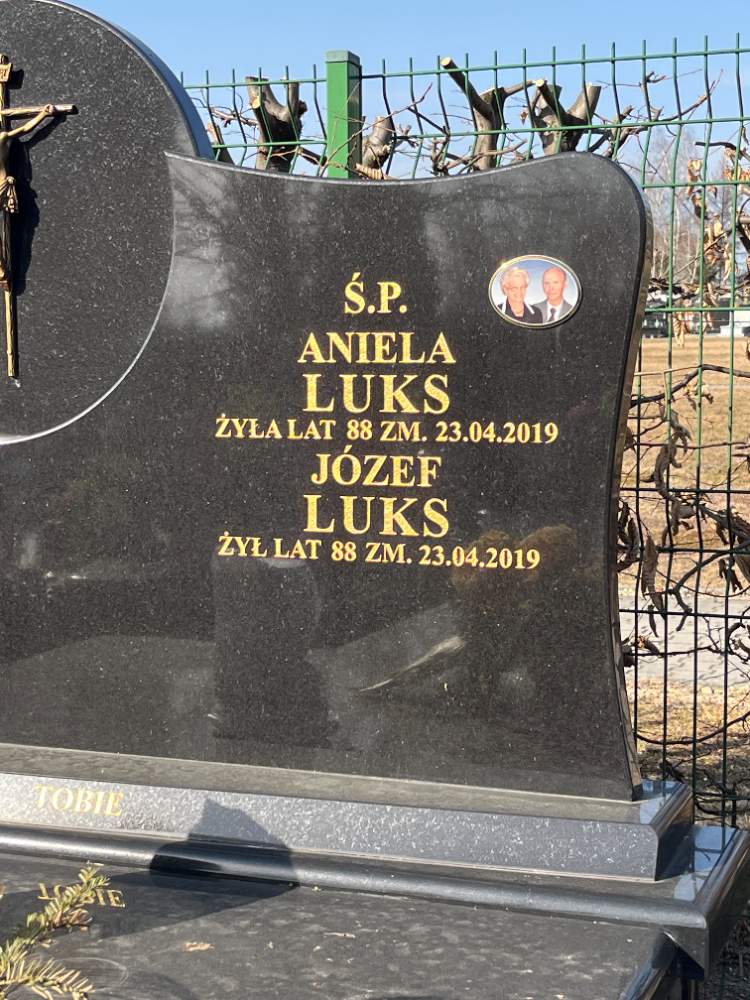 Ś.P.
ANIELA
LUKS
ŻYŁA LAT 88 ZM. 23.04.2019
JÓZEF
LUKS
ŻYŁ LAT 88 ZM. 23.04.2019
TOBIE